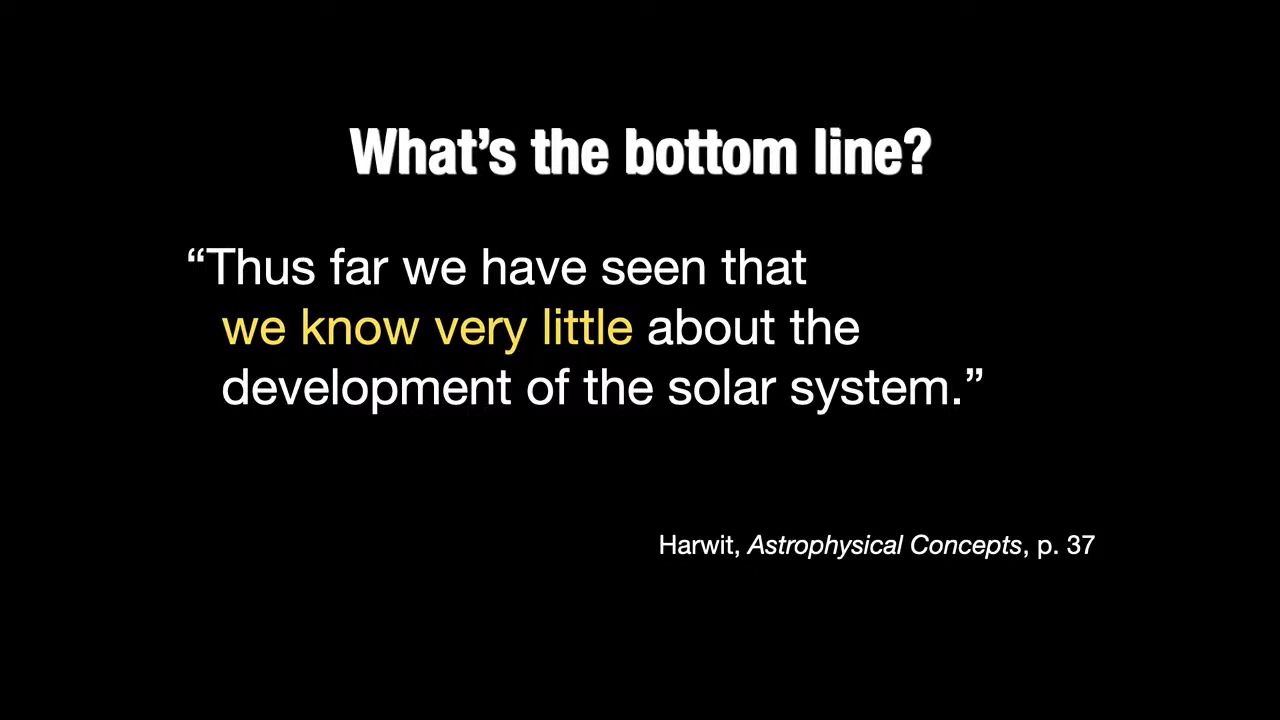 What’s the bottom line?
“Thus far we have seen that
we know very little about the
development of the solar system.”
Harwit, Astrophysical Concepts, p. 37